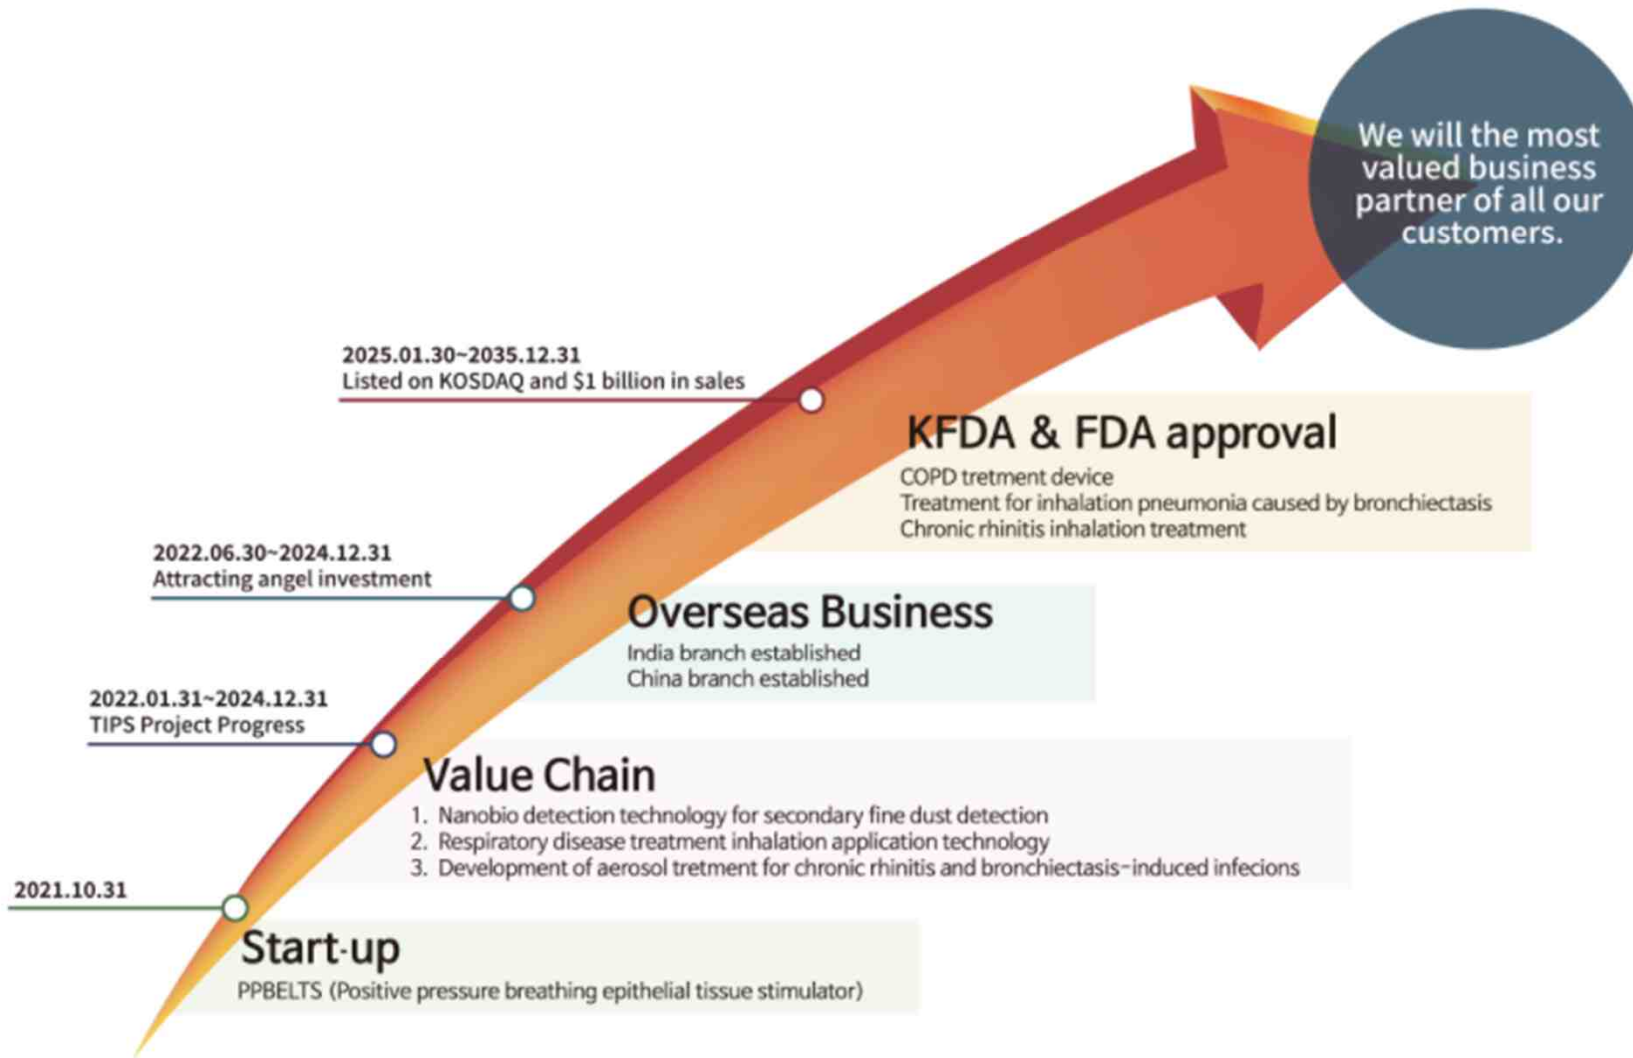 We will the most
valued business
partner of all our
customers.
2025.01.30~2035.12.31
Listed on KOSDAQ and $1 billion in sales
KFDA & FDA approval
COPD tretment device
Treatment for inhalation pneumonia caused by bronchiectasis
Chronic rhinitis inhalation treatment
2022.06.30~2024.12.31
Attracting angel investment
Overseas Business
India branch established
China branch established
2022.01.31~2024.12.31
TIPS Project Progress
Value Chain
1. Nanobio detection technology for secondary fine dust detection
2. Respiratory disease treatment inhalation application technology
3. Development of aerosol tretment for chronic rhinitis and bronchiectasis-induced infecions
2021.10.31
Start-up
PPBELTS (Positive pressure breathing epithelial tissue stimulator)